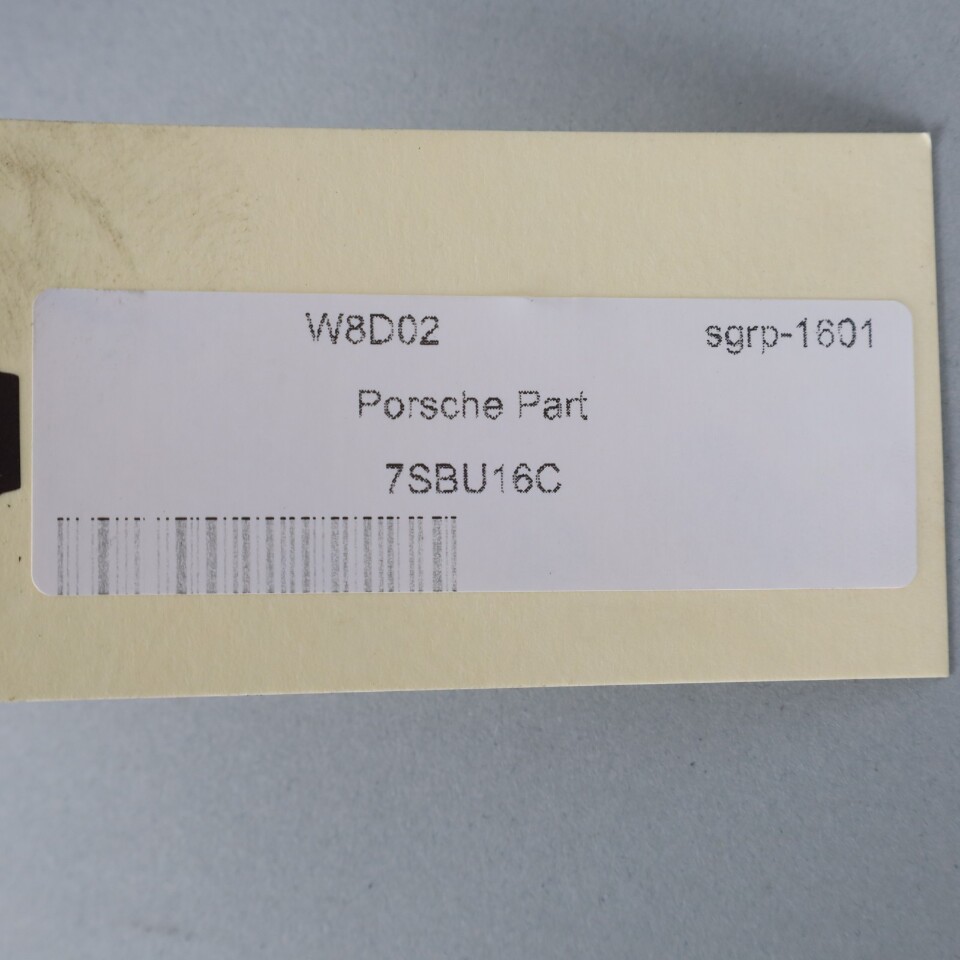 W8D02 sgrp-1601
Porsche Part
7SBU16C